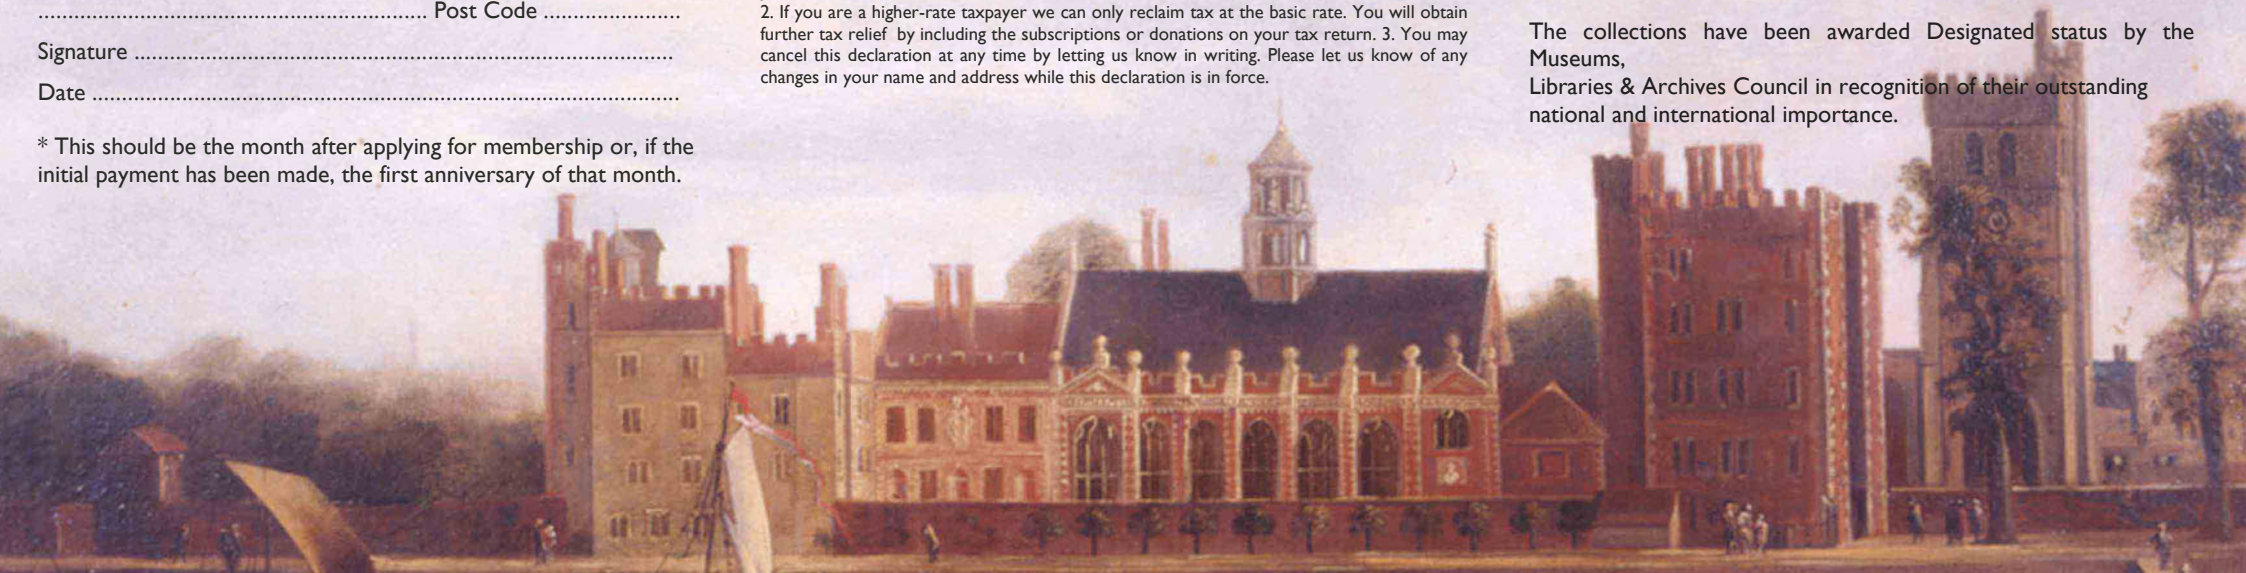 .......................................................... Post Code .......................
Signature ..........................................................................................
Date ..................................................................................................
* This should be the month after applying for membership or, if the
initial payment has been made, the first anniversary of that month.
2. If you are a higher-rate taxpayer we can only reclaim tax at the basic rate. You will obtain
further tax relief by including the subscriptions or donations on your tax return. 3. You may
cancel this declaration at any time by letting us know in writing. Please let us know of any
changes in your name and address while this declaration is in force.
The collections have been awarded Designated status by the
Museums,
Libraries & Archives Council in recognition of their outstanding
national and international importance.